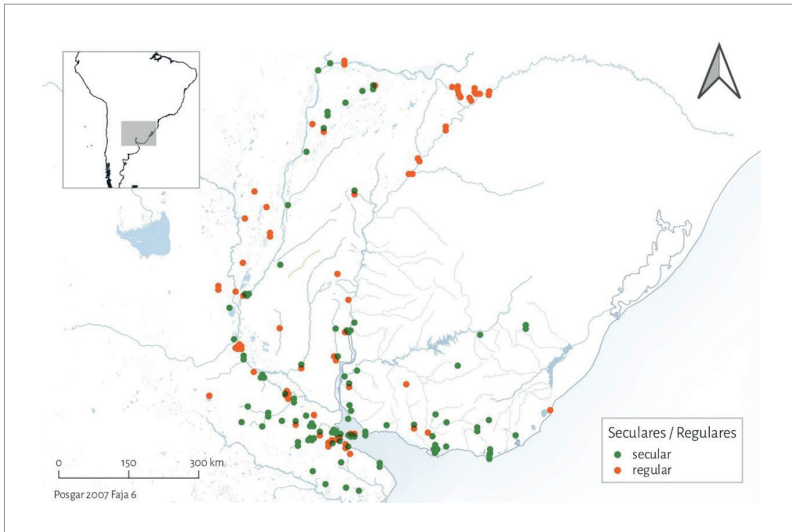 Seculares / Regulares
secular
regular
0 150 300 km
Posgar 2007 Faja 6